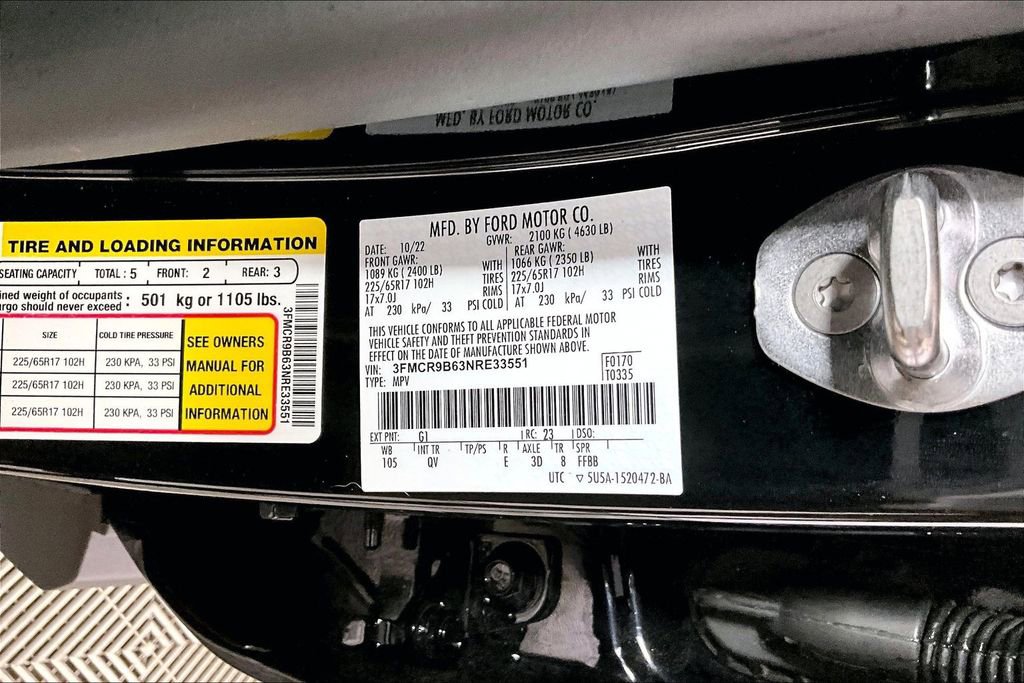 MFD. BY FORD MOTOR CO.
TIRE AND LOADING INFORMATION
SEATING CAPACITY TOTAL : 5 FRONT: 2 REAR: 3
weight of occupants
should never exceed : 501 kg or 1105 lbs.
SIZE COLD TIRE PRESSURE
225/65R17 102H 230 KPA, 33 PSI
225/65R17 102H 230 KPA, 33 PSI
225/65R17 102H 230 KPA, 33 PSI
SEE OWNERS
MANUAL FOR
ADDITIONAL
INFORMATION
3FMCR9B63NRE33551
MFD. BY FORD MOTOR CO.
DATE: 10/22 GVWR: 2100 KG ( 4630 LB)
FRONT GAWR: REAR GAWR:
1089 KG ( 2400 LB) WITH 1066 KG ( 2350 LB) WITH
225/65R17 102H TIRES 225/65R17 102H TIRES
17x7.0J RIMS 17x7.0J RIMS
AT 230 kPa/ 33 PSI COLD AT 230 kPa/ 33 PSI COLD
THIS VEHICLE CONFORMS TO ALL APPLICABLE FEDERAL MOTOR
VEHICLE SAFETY AND THEFT PREVENTION STANDARDS IN
EFFECT ON THE DATE OF MANUFACTURE SHOWN ABOVE.
VIN: 3FMCR9B63NRE33551 F0170
TYPE: MPV T0335
EXT PNT: G1 RC: 23 DSO:
WB INT TR TP/PS R AXLE TR SPR
105 QV E 3D 8 FFBB
UTC ▽ 5U5A-1520472-BA